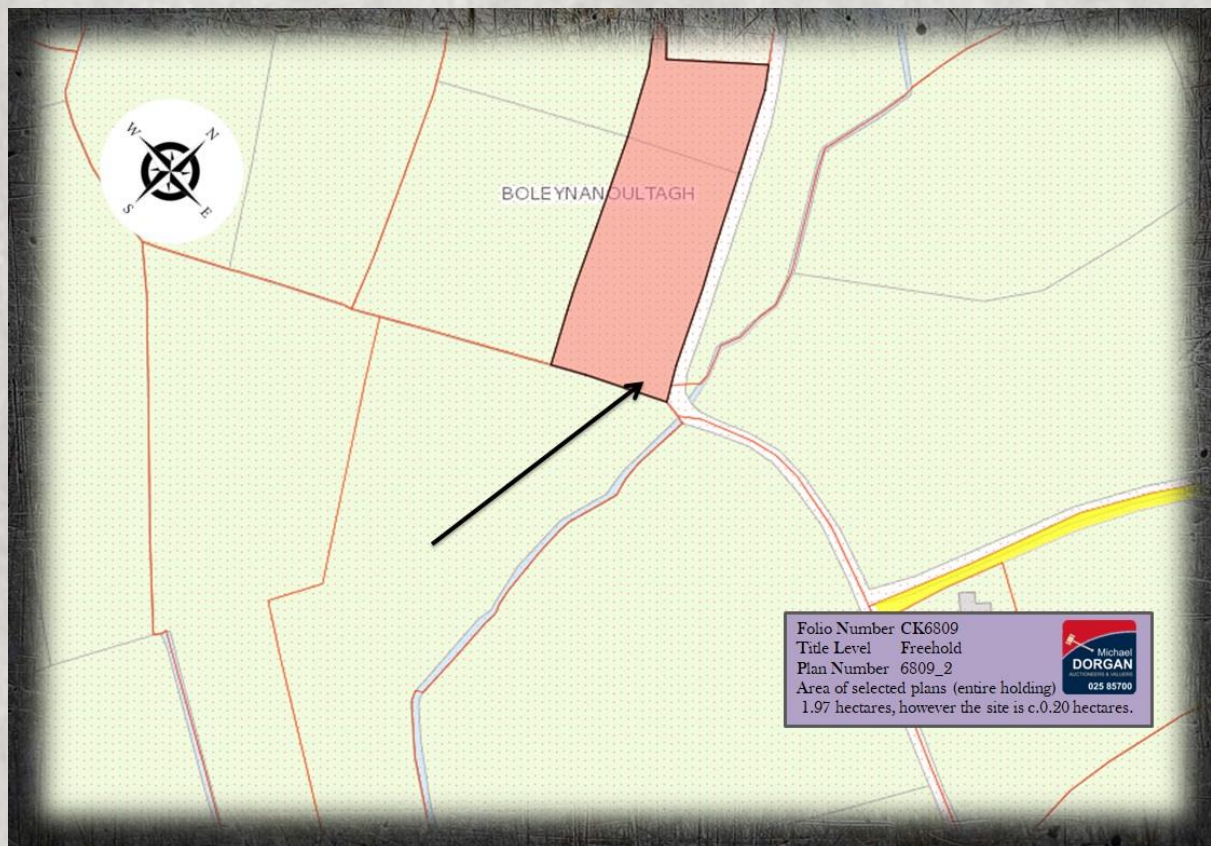 W
N
S
E
BOLEYNANOULTAGH
Folio Number CK6809
Title Level Freehold
Plan Number 6809_2
Area of selected plans (entire holding)
1.97 hectares, however the site is c.0.20 hectares.
Michael
DORGAN
AUCTIONEERS & VALUERS
025 85700